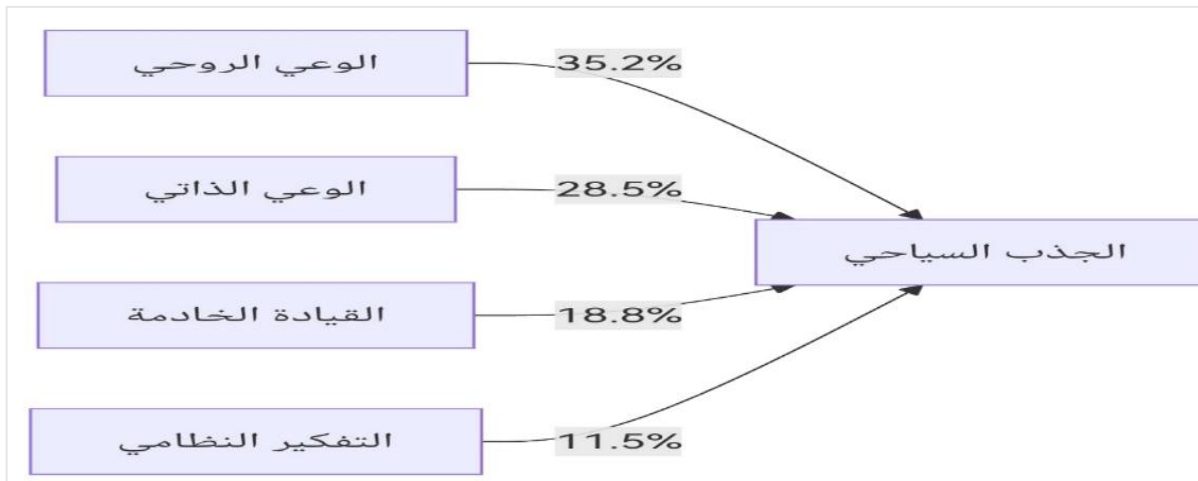 الوعي الروحي
35.2%
الوعي الذاتي
28.5%
الجذب السياحي
القيادة الخادمة
18.8%
التفكير النظامي
11.5%